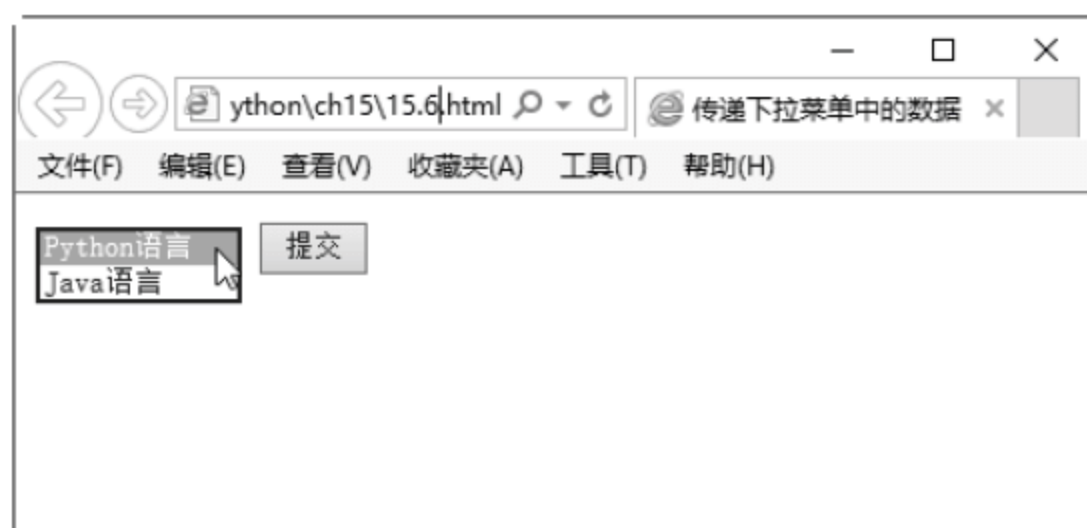 ython\ch15\15.6.html 传递下拉菜单中的数据
文件(F) 编辑(E) 查看(V) 收藏夹(A) 工具(T) 帮助(H)
Python语言 提交
Java语言